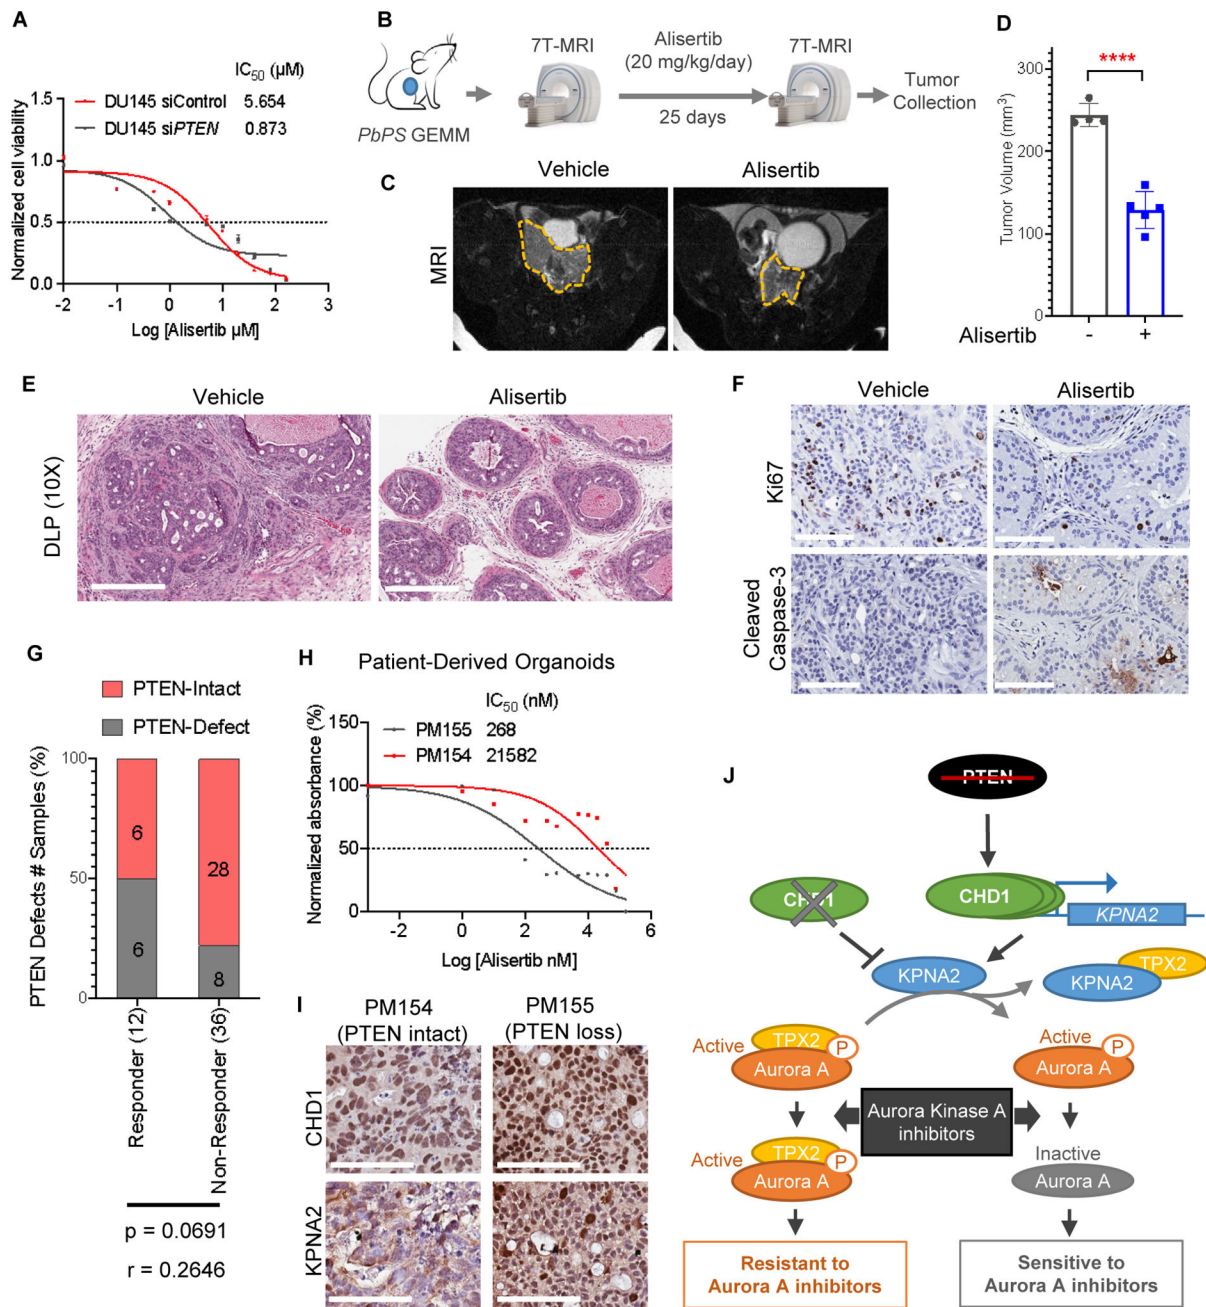 A
IC50 (µM)
DU145 siControl 5.654
DU145 siPTEN 0.873
Normalized cell viability
1.5
1.0
0.5
0.0
-2 -1 0 1 2 3
Log [Alisertib µM]
B
7T-MRI
Alisertib
(20 mg/kg/day)
25 days
7T-MRI
Tumor
Collection
PbPS GEMM
C
Vehicle
Alisertib
MRI
D
****
Tumor Volume (mm3)
300
200
100
0
Alisertib - +
E
Vehicle
Alisertib
DLP (10X)
F
Vehicle
Alisertib
Ki67
Cleaved
Caspase-3
G
PTEN-Intact
PTEN-Defect
PTEN Defects # Samples (%)
100
50
0
6
6
28
8
Responder (12)
Non-Responder (36)
p = 0.0691
r = 0.2646
H
Patient-Derived Organoids
IC50 (nM)
PM155 268
PM154 21582
Normalized absorbance (%)
150
100
50
0
-2 0 2 4 6
Log [Alisertib nM]
I
PM154
(PTEN intact)
PM155
(PTEN loss)
CHD1
KPNA2
J
PTEN
CHD1
CHD1
KPNA2
KPNA2
TPX2
KPNA2
Active
TPX2
P
Aurora A
Active
P
Aurora A
Aurora Kinase A
inhibitors
Active
TPX2
P
Aurora A
Inactive
Aurora A
Resistant to
Aurora A inhibitors
Sensitive to
Aurora A inhibitors